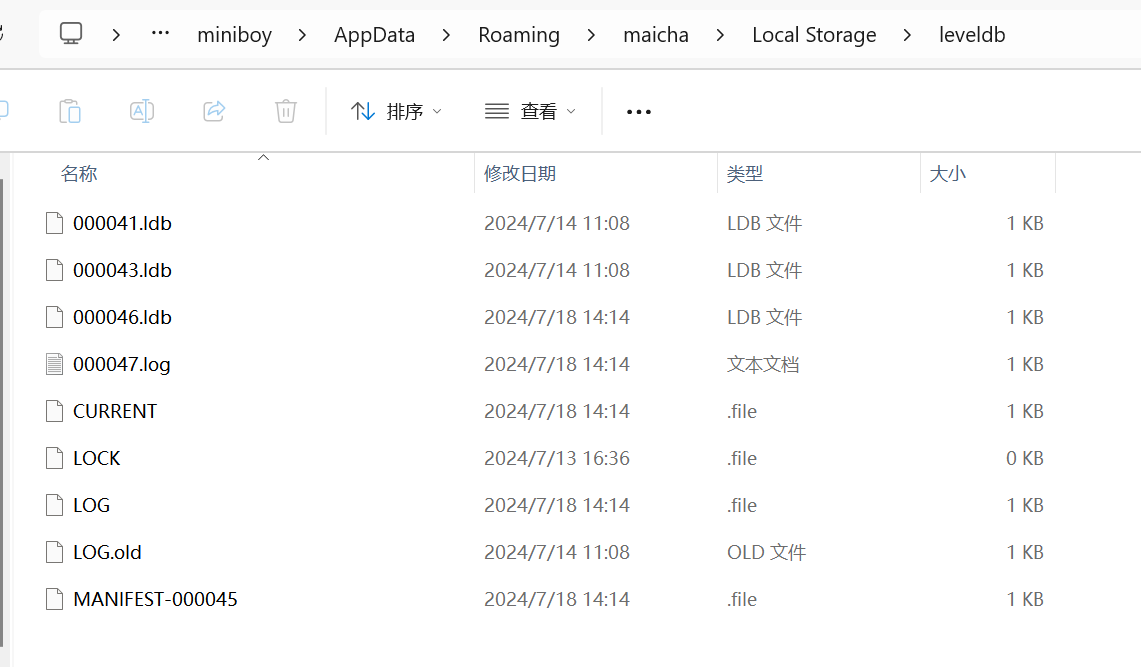 miniboy AppData Roaming maicha Local Storage leveldb
排序 查看
名称 修改日期 类型 大小
000041.ldb 2024/7/14 11:08 LDB 文件 1 KB
000043.ldb 2024/7/14 11:08 LDB 文件 1 KB
000046.ldb 2024/7/18 14:14 LDB 文件 1 KB
000047.log 2024/7/18 14:14 文本文档 1 KB
CURRENT 2024/7/18 14:14 .file 1 KB
LOCK 2024/7/13 16:36 .file 0 KB
LOG 2024/7/18 14:14 .file 1 KB
LOG.old 2024/7/14 11:08 OLD 文件 1 KB
MANIFEST-000045 2024/7/18 14:14 .file 1 KB